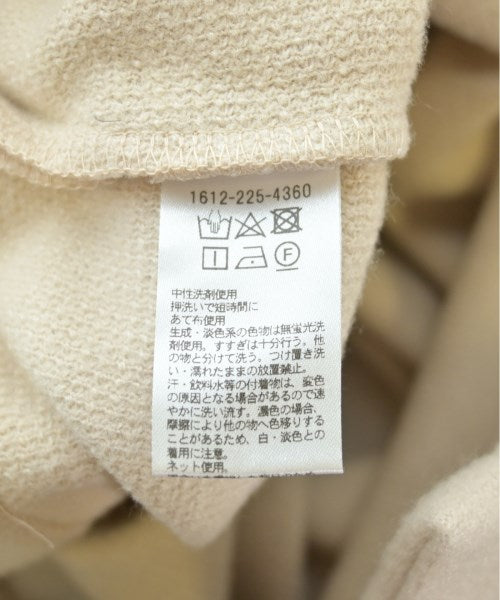 1612-225-4360
F
中性洗剤使用
押洗いで短時間に
あて布使用
生成・淡色系の色物は無蛍光洗
剤使用。すすぎは十分行う。他
の物と分けて洗う。つけ置き洗
い・濡れたままの放置禁止。
汗・飲料水等の付着物は、変色
の原因となる場合があるので速
やかに洗い流す。濃色の場合、
摩擦により他の物へ色移りする
ことがあるため、白・淡色との
着用に注意。
ネット使用。